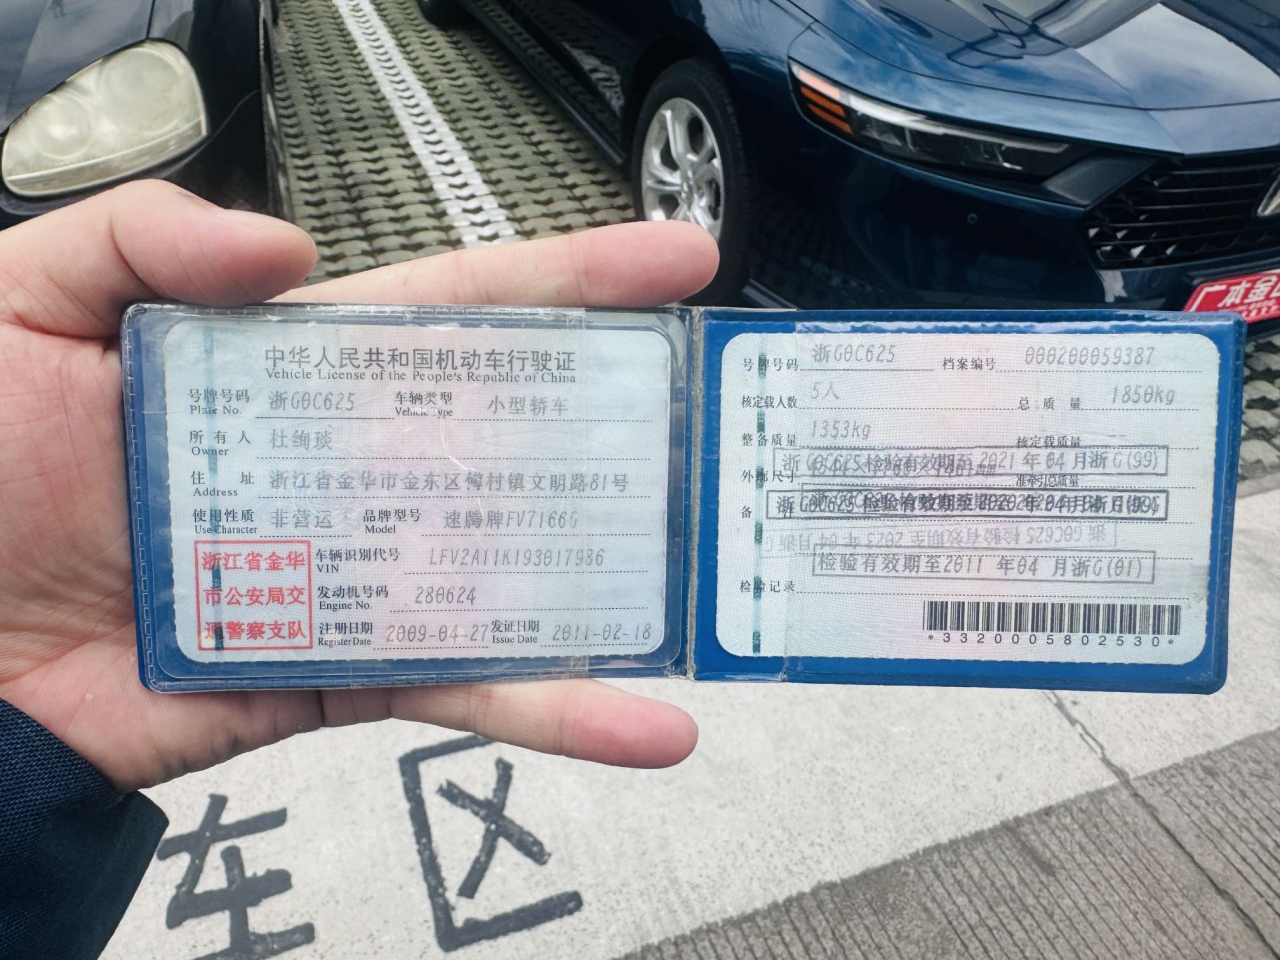 中华人民共和国机动车行驶证
Vehicle License of the People's Republic of China
号牌号码 浙G0C625 车辆类型 小型轿车
Plate No. Vehicle Type
所有人 杜绚琰
Owner
住址 浙江省金华市金东区傅村镇文明路81号
Address
使用性质 非营运 品牌型号 速腾牌FV7166G
Use Character Model
浙江省金华
市公安局交
通警察支队
车辆识别代号 LFV2A11K193017936
VIN
发动机号码 280624
Engine No.
注册日期 2009-04-27 发证日期 2011-02-18
Register Date Issue Date
号牌号码 浙G0C625 档案编号 000200059387
核定载人数 5人 总质量 1850kg
整备质量 1353kg 核定载质量
浙G0C625 检验有效期至 2021 年 04 月浙G(99)
外廓尺寸 准牵引总质量
备注
检验有效期至2011 年04 月浙G(01)
检验记录
*3320005802530*
车区
广本金